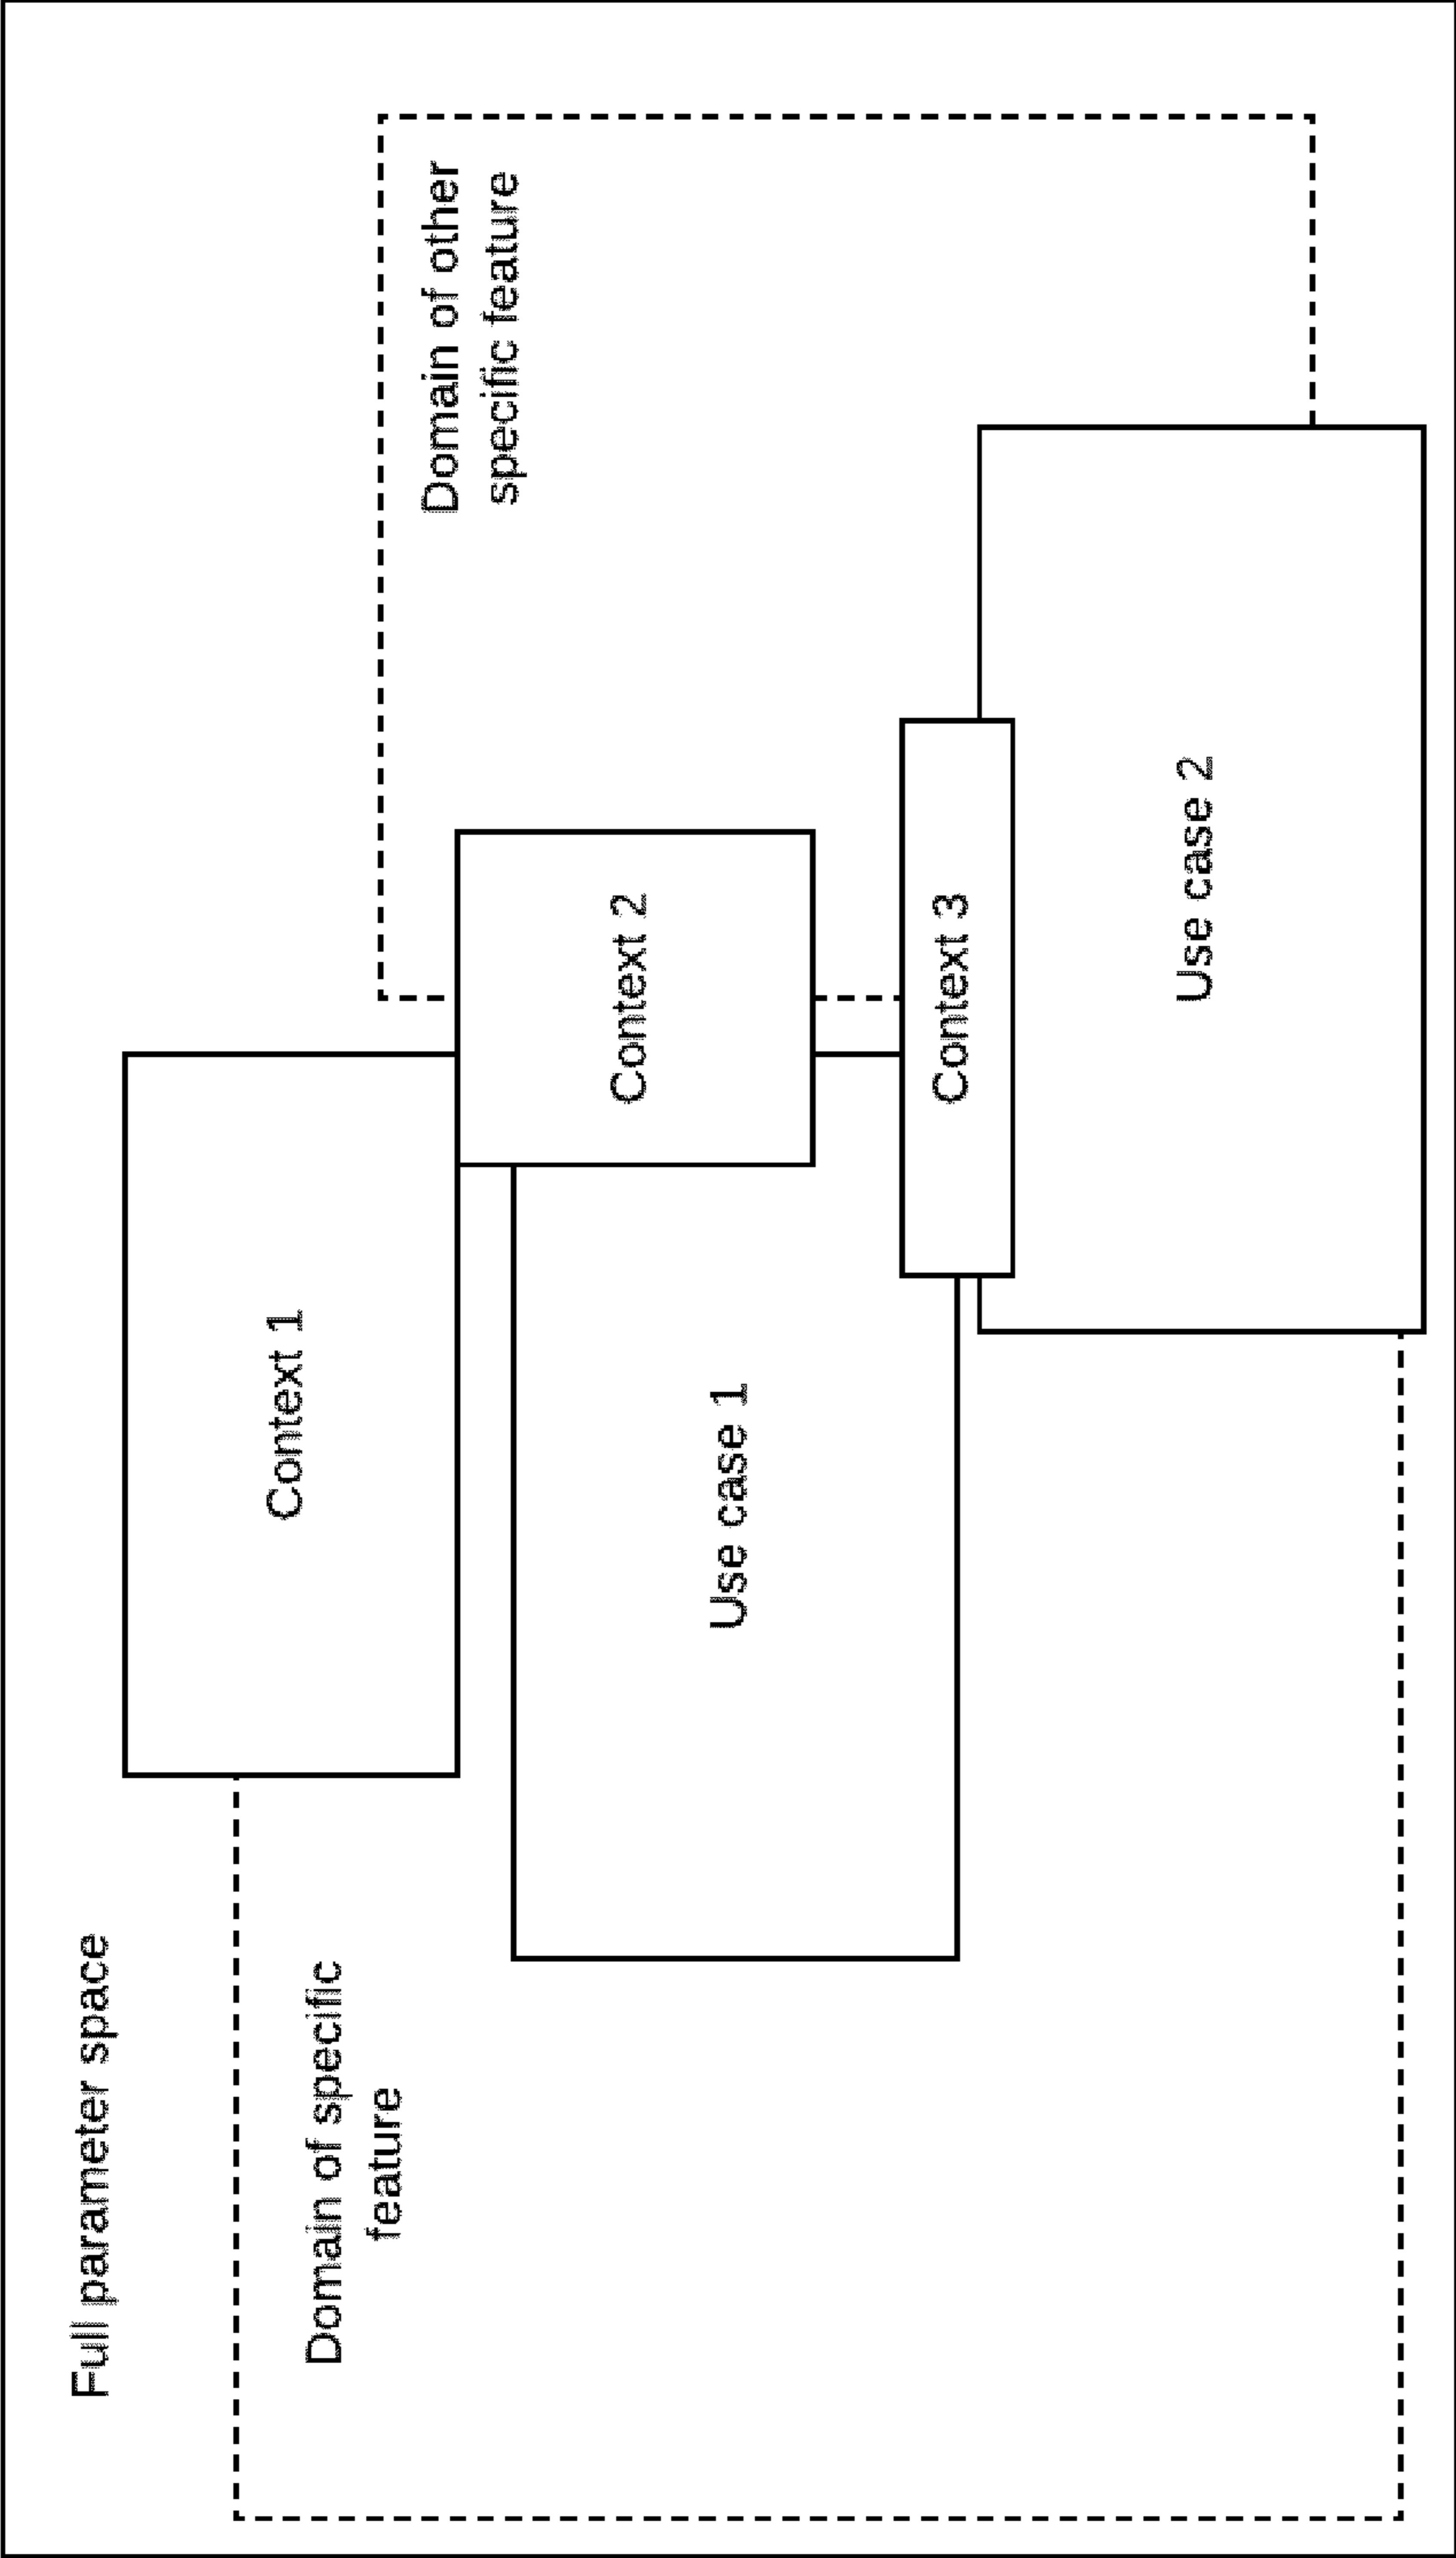 Full parameter space
Domain of specific
feature
Context 1
Use case 1
Context 2
Context 3
Use case 2
Domain of other
specific feature